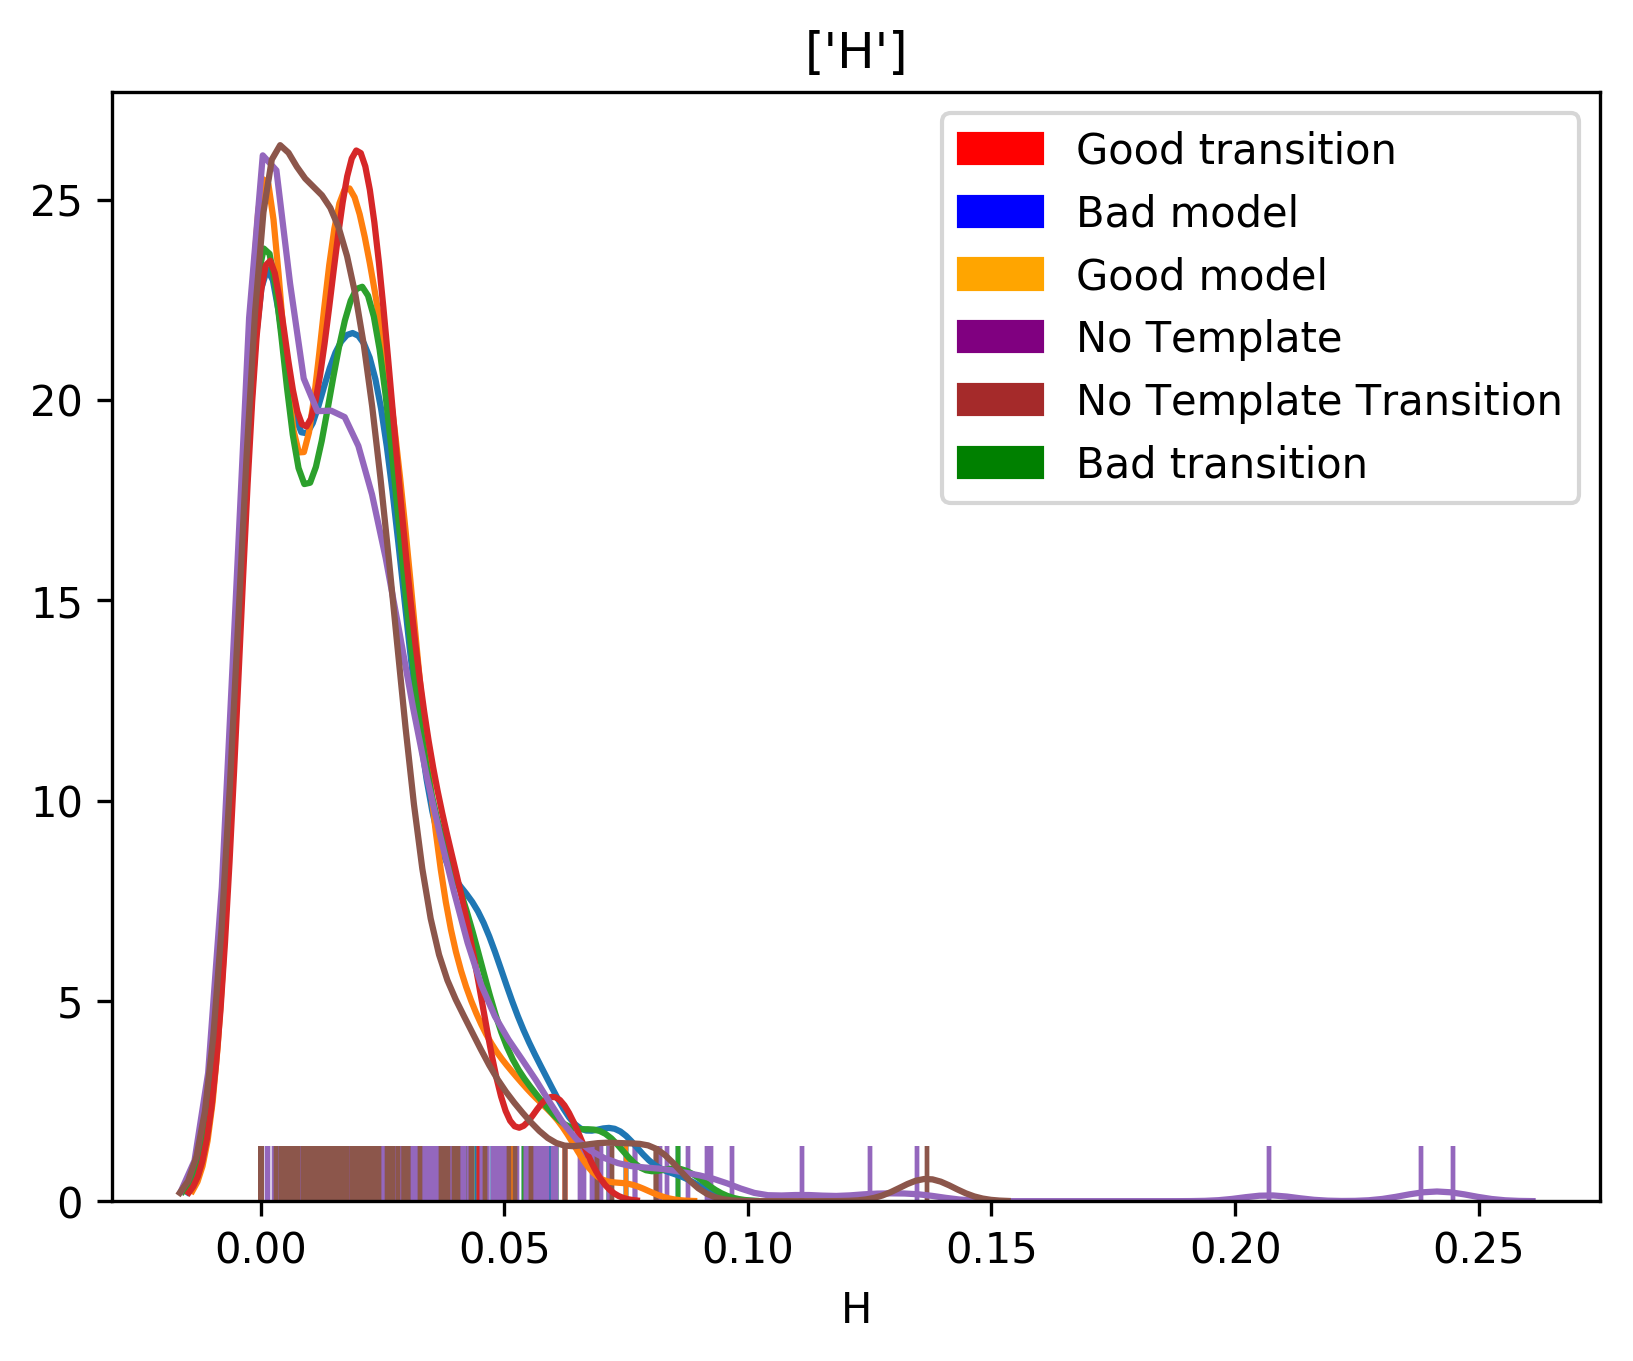 ['H']
Good transition
Bad model
Good model
No Template
No Template Transition
Bad transition
25
20
15
10
5
0
0.00 0.05 0.10 0.15 0.20 0.25
H